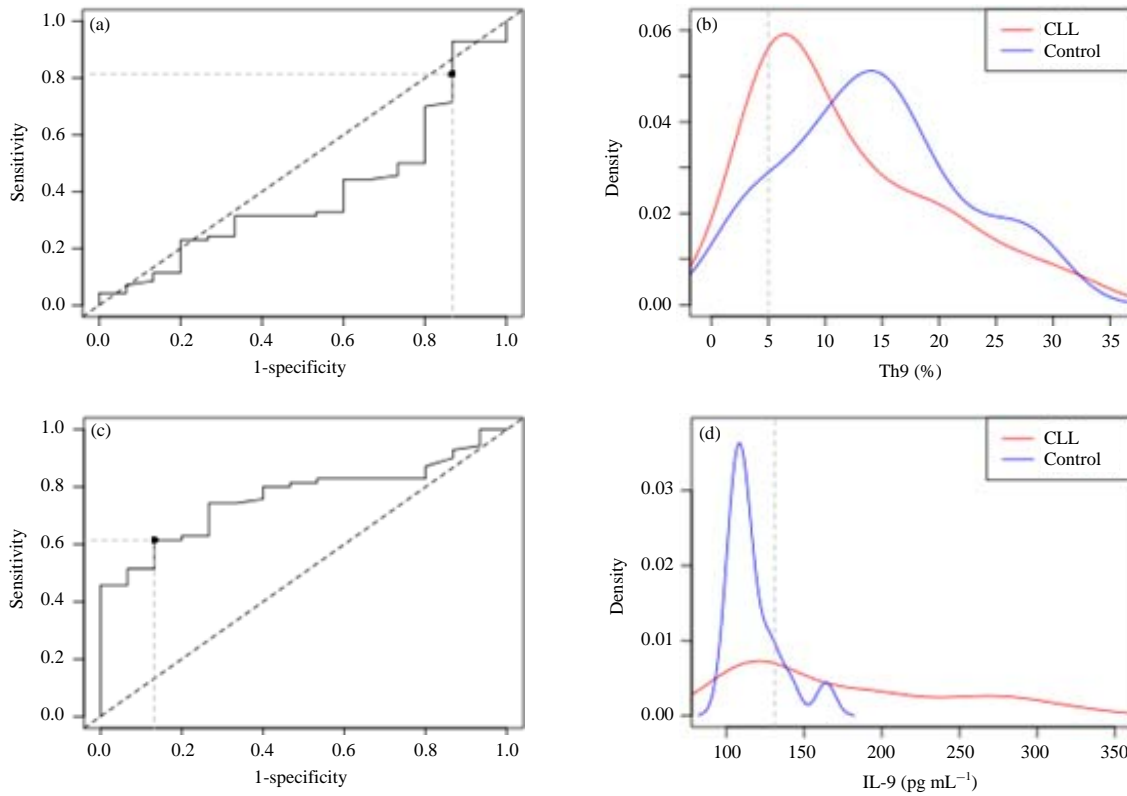 (a)
Sensitivity
1.0
0.8
0.6
0.4
0.2
0.0
0.0 0.2 0.4 0.6 0.8 1.0
1-specificity
(b)
CLL
Control
Density
0.06
0.04
0.02
0.00
0 5 10 15 20 25 30 35
Th9 (%)
(c)
Sensitivity
1.0
0.8
0.6
0.4
0.2
0.0
0.0 0.2 0.4 0.6 0.8 1.0
1-specificity
(d)
CLL
Control
Density
0.03
0.02
0.01
0.00
100 150 200 250 300 350
IL-9 (pg mL⁻¹)